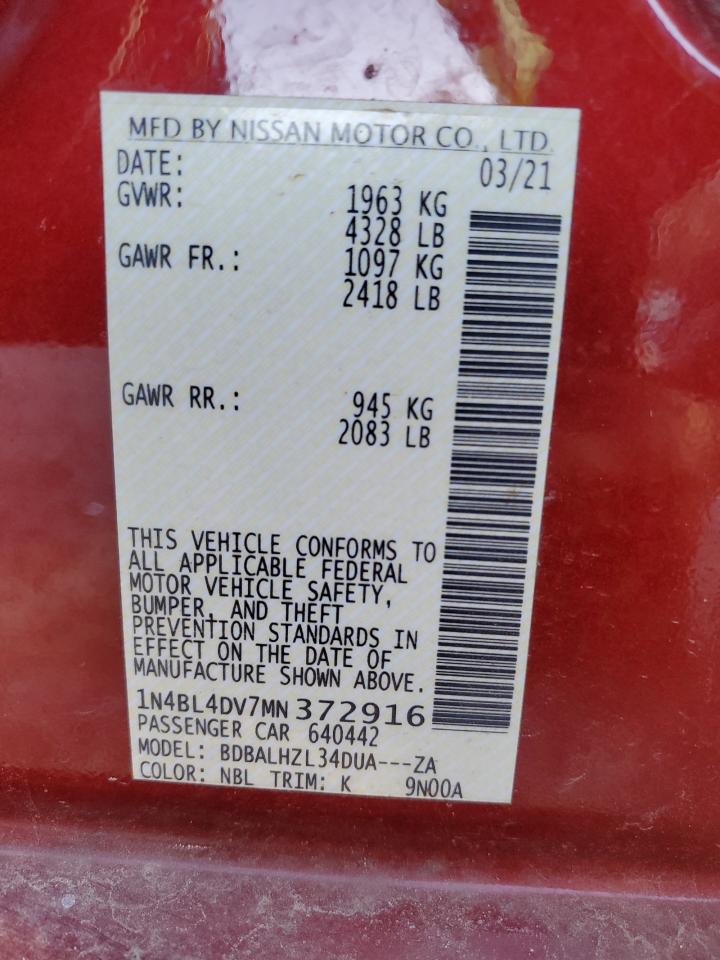 MFD BY NISSAN MOTOR CO., LTD.
DATE: 03/21
GVWR: 1963 KG
4328 LB
GAWR FR.: 1097 KG
2418 LB
GAWR RR.: 945 KG
2083 LB
THIS VEHICLE CONFORMS TO
ALL APPLICABLE FEDERAL
MOTOR VEHICLE SAFETY,
BUMPER, AND THEFT
PREVENTION STANDARDS IN
EFFECT ON THE DATE OF
MANUFACTURE SHOWN ABOVE.
1N4BL4DV7MN 372916
PASSENGER CAR 640442
MODEL: BDBALHZL34DUA---ZA
COLOR: NBL TRIM: K 9N00A